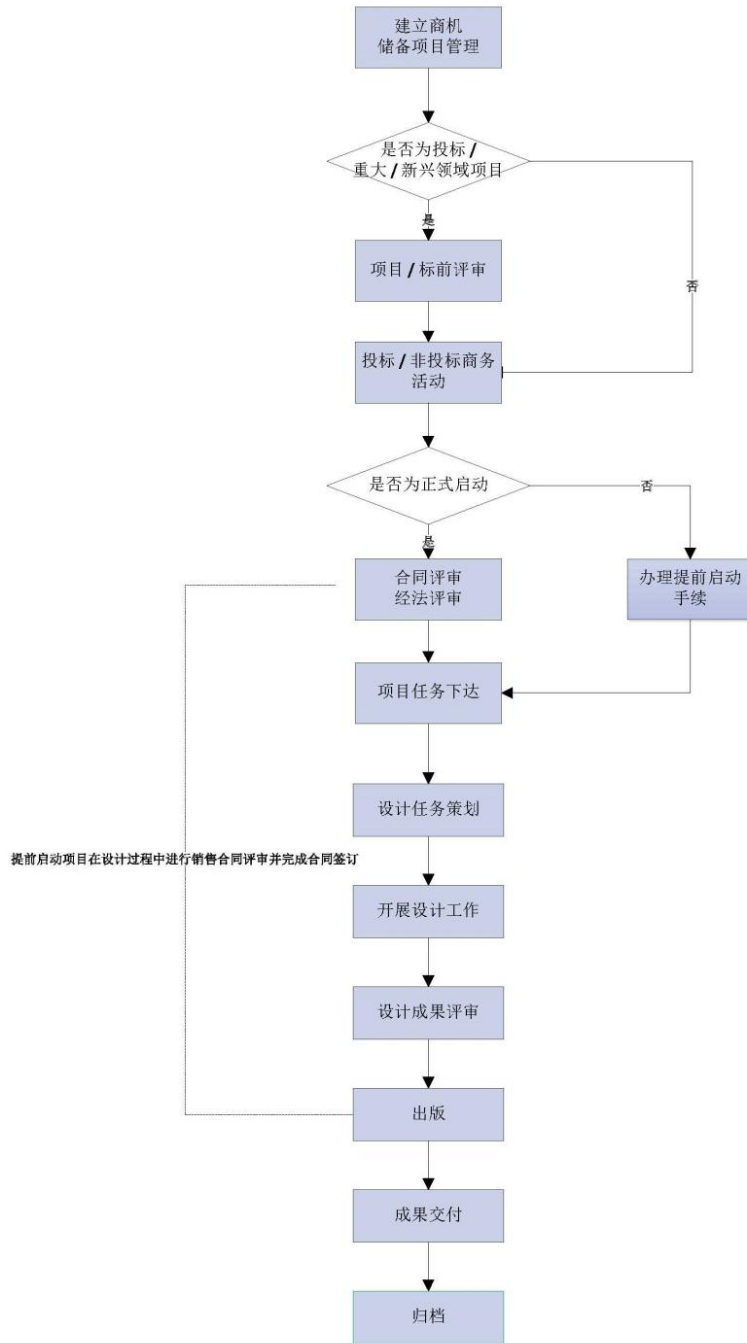 建立商机
储备项目管理
是否为投标 /
重大 / 新兴领域项目
是
否
项目 / 标前评审
投标 / 非投标商务
活动
是否为正式启动
否
是
合同评审
经法评审
办理提前启动
手续
项目任务下达
设计任务策划
提前启动项目在设计过程中进行销售合同评审并完成合同签订
开展设计工作
设计成果评审
出版
成果交付
归档